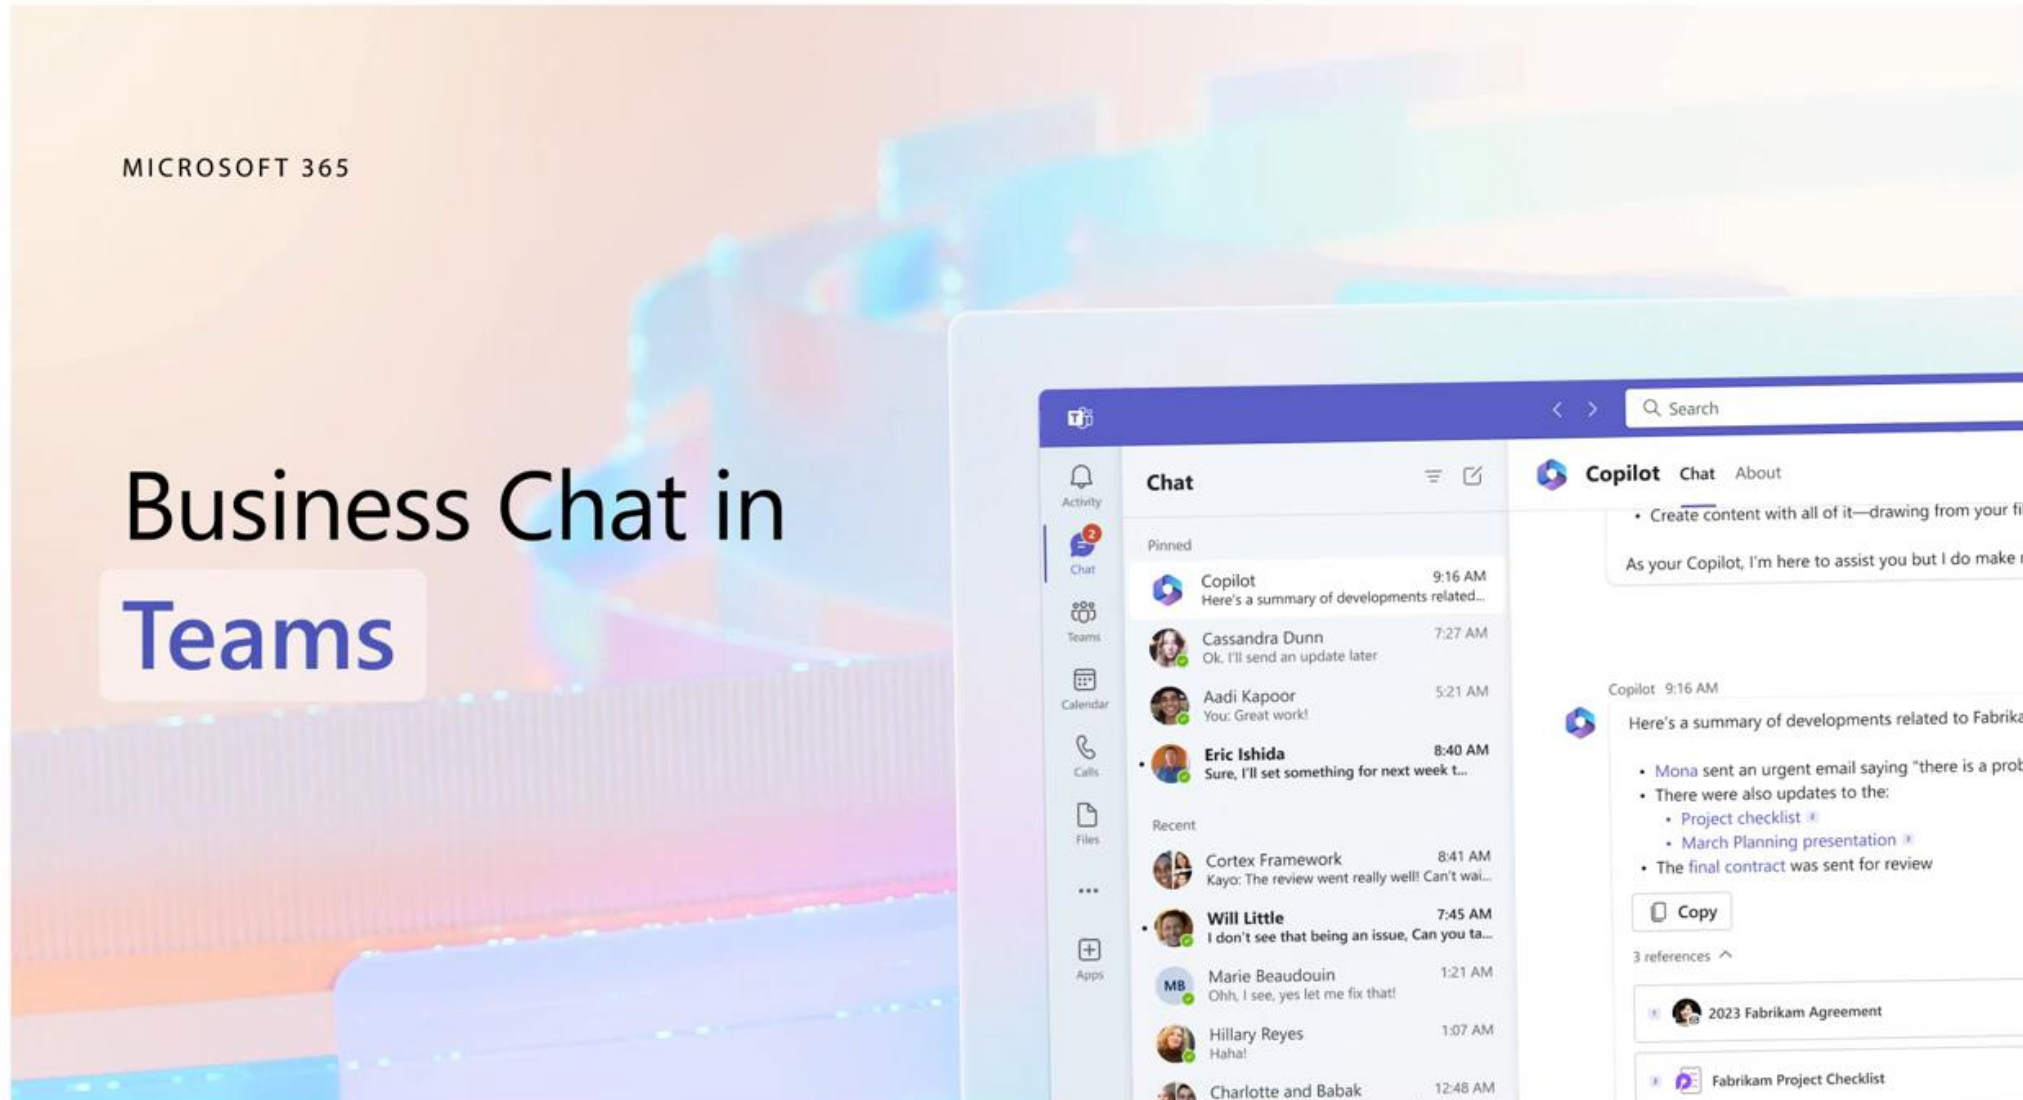 MICROSOFT 365
Business Chat in
Teams
Search
Activity
Chat
2
Chat
Teams
Calendar
Calls
Files
Apps
Pinned
Copilot 9:16 AM
Here's a summary of developments related...
Cassandra Dunn 7:27 AM
Ok. I'll send an update later
Aadi Kapoor 5:21 AM
You: Great work!
Eric Ishida 8:40 AM
Sure, I'll set something for next week t...
Recent
Cortex Framework 8:41 AM
Kayo: The review went really well! Can't wai...
Will Little 7:45 AM
I don't see that being an issue, Can you ta...
MB
Marie Beaudouin 1:21 AM
Ohh, I see, yes let me fix that!
Hillary Reyes 1:07 AM
Haha!
Charlotte and Babak 12:48 AM
Copilot Chat About
• Create content with all of it—drawing from your fi
As your Copilot, I'm here to assist you but I do make
Copilot 9:16 AM
Here's a summary of developments related to Fabrika
• Mona sent an urgent email saying "there is a prob
• There were also updates to the:
• Project checklist
• March Planning presentation
• The final contract was sent for review
Copy
3 references
2023 Fabrikam Agreement
Fabrikam Project Checklist